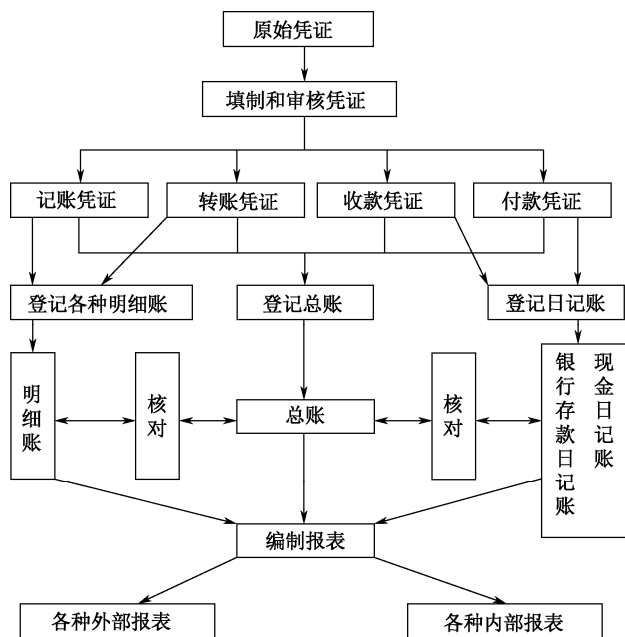 原始凭证
填制和审核凭证
记账凭证
转账凭证
收款凭证
付款凭证
登记各种明细账
登记总账
登记日记账
明细账
核对
总账
核对
银行存款日记账
现金日记账
编制报表
各种外部报表
各种内部报表